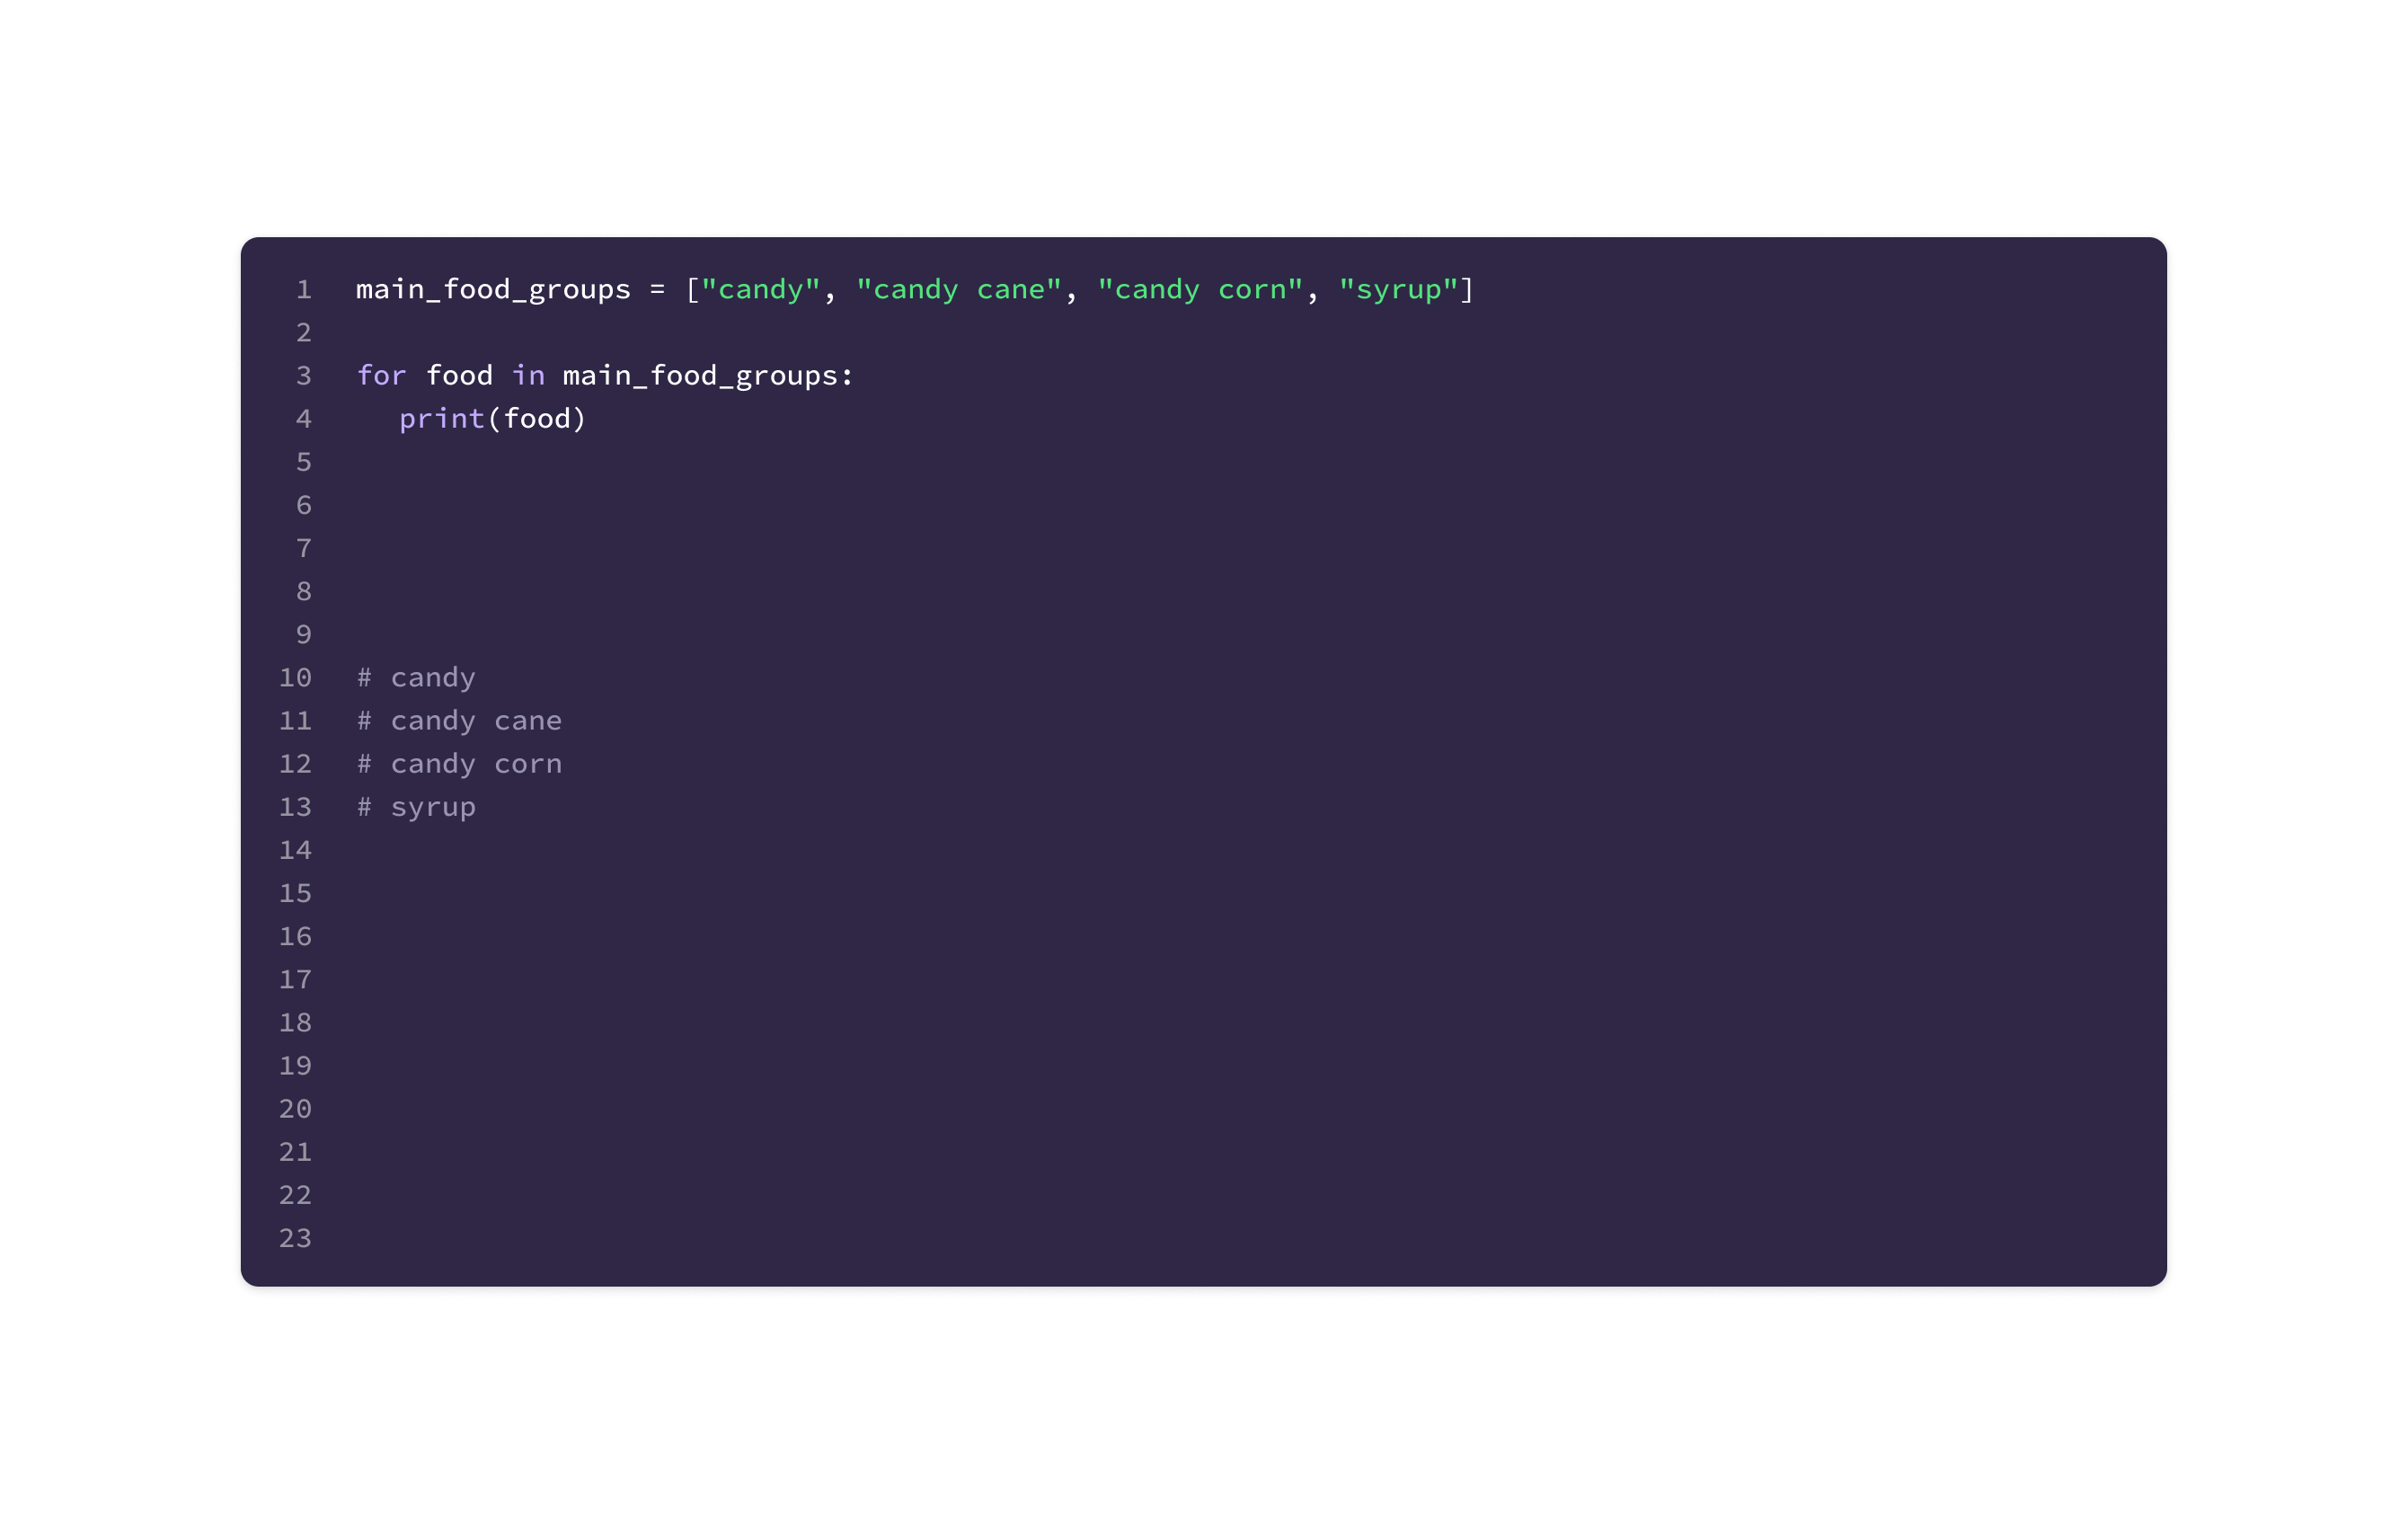 1 main_food_groups = ["candy", "candy cane", "candy corn", "syrup"]
2
3 for food in main_food_groups:
4 print(food)
5
6
7
8
9
10 # candy
11 # candy cane
12 # candy corn
13 # syrup
14
15
16
17
18
19
20
21
22
23